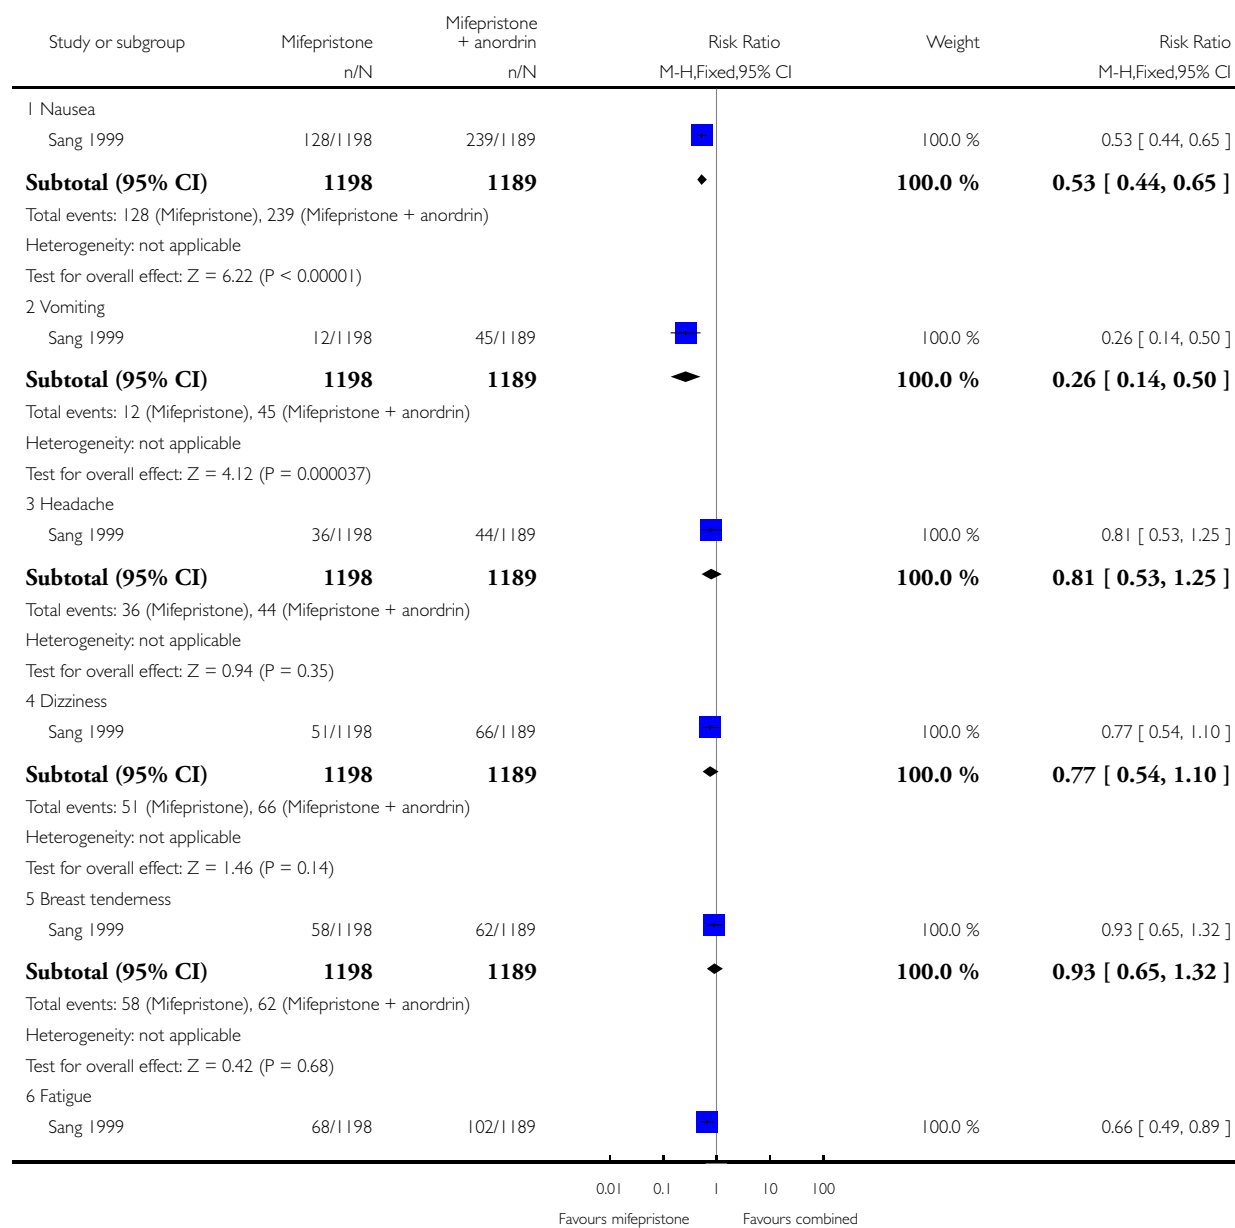 Study or subgroup Mifepristone Mifepristone + anordrin Risk Ratio Weight Risk Ratio
n/N n/N M-H,Fixed,95% CI M-H,Fixed,95% CI
1 Nausea
Sang 1999 128/1198 239/1189 100.0 % 0.53 [ 0.44, 0.65 ]
Subtotal (95% CI) 1198 1189 100.0 % 0.53 [ 0.44, 0.65 ]
Total events: 128 (Mifepristone), 239 (Mifepristone + anordrin)
Heterogeneity: not applicable
Test for overall effect: Z = 6.22 (P < 0.00001)
2 Vomiting
Sang 1999 12/1198 45/1189 100.0 % 0.26 [ 0.14, 0.50 ]
Subtotal (95% CI) 1198 1189 100.0 % 0.26 [ 0.14, 0.50 ]
Total events: 12 (Mifepristone), 45 (Mifepristone + anordrin)
Heterogeneity: not applicable
Test for overall effect: Z = 4.12 (P = 0.000037)
3 Headache
Sang 1999 36/1198 44/1189 100.0 % 0.81 [ 0.53, 1.25 ]
Subtotal (95% CI) 1198 1189 100.0 % 0.81 [ 0.53, 1.25 ]
Total events: 36 (Mifepristone), 44 (Mifepristone + anordrin)
Heterogeneity: not applicable
Test for overall effect: Z = 0.94 (P = 0.35)
4 Dizziness
Sang 1999 51/1198 66/1189 100.0 % 0.77 [ 0.54, 1.10 ]
Subtotal (95% CI) 1198 1189 100.0 % 0.77 [ 0.54, 1.10 ]
Total events: 51 (Mifepristone), 66 (Mifepristone + anordrin)
Heterogeneity: not applicable
Test for overall effect: Z = 1.46 (P = 0.14)
5 Breast tenderness
Sang 1999 58/1198 62/1189 100.0 % 0.93 [ 0.65, 1.32 ]
Subtotal (95% CI) 1198 1189 100.0 % 0.93 [ 0.65, 1.32 ]
Total events: 58 (Mifepristone), 62 (Mifepristone + anordrin)
Heterogeneity: not applicable
Test for overall effect: Z = 0.42 (P = 0.68)
6 Fatigue
Sang 1999 68/1198 102/1189 100.0 % 0.66 [ 0.49, 0.89 ]
0.01 0.1 1 10 100
Favours mifepristone Favours combined